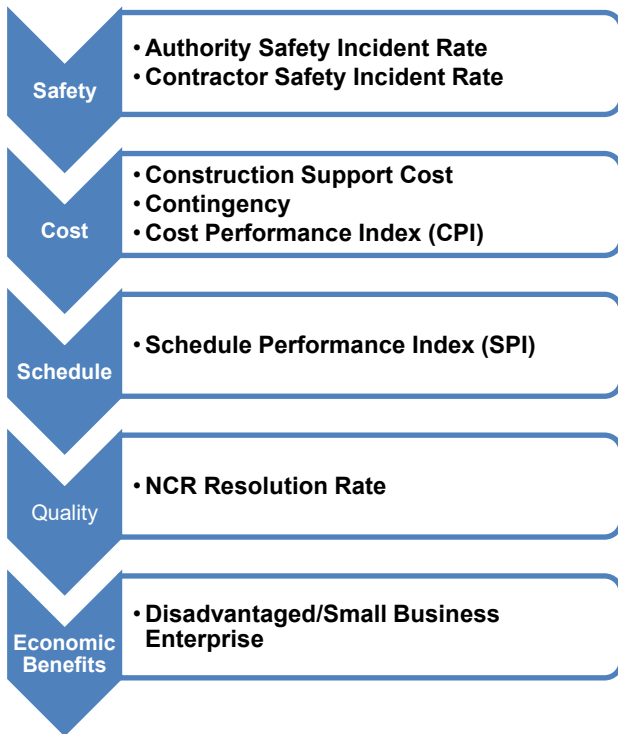 Safety
• Authority Safety Incident Rate
• Contractor Safety Incident Rate
Cost
• Construction Support Cost
• Contingency
• Cost Performance Index (CPI)
Schedule
• Schedule Performance Index (SPI)
Quality
• NCR Resolution Rate
Economic
Benefits
• Disadvantaged/Small Business
Enterprise